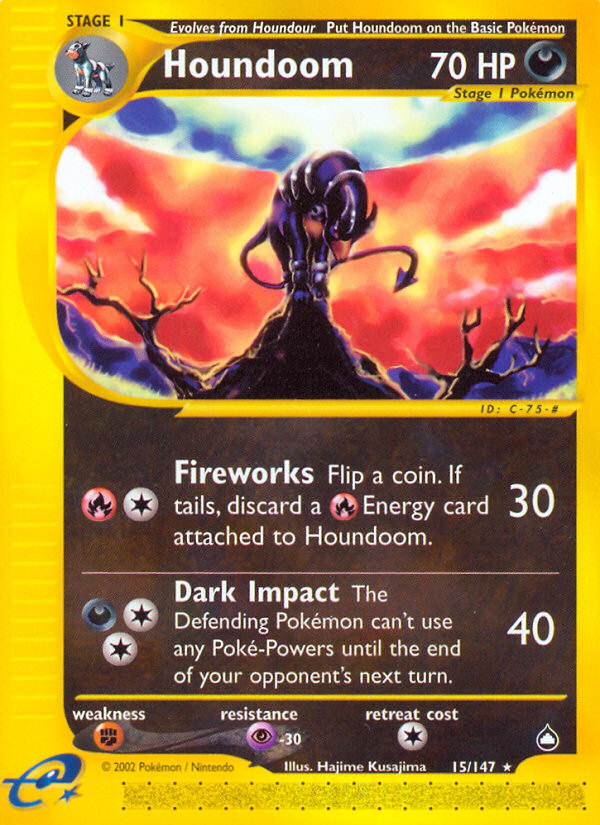 STAGE 1
Evolves from Houndour Put Houndoom on the Basic Pokémon
Houndoom 70 HP
Stage 1 Pokémon
ID: C-75-#
Fireworks Flip a coin. If
tails, discard a Energy card
attached to Houndoom.
30
Dark Impact The
Defending Pokémon can't use
any Poké-Powers until the end
of your opponent's next turn.
40
weakness resistance retreat cost
-30
© 2002 Pokémon / Nintendo Illus. Hajime Kusajima 15/147 ★
e